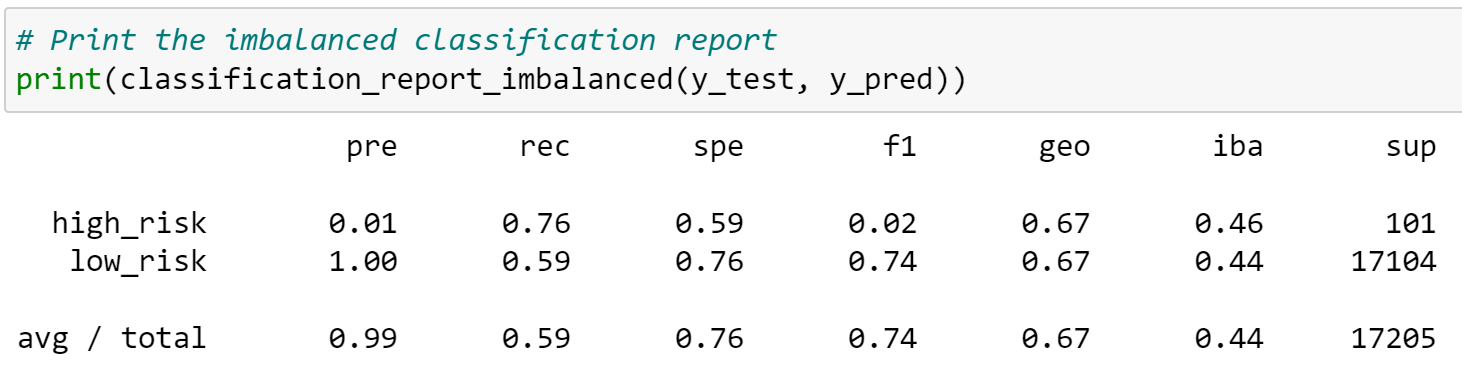 # Print the imbalanced classification report
print(classification_report_imbalanced(y_test, y_pred))
pre rec spe f1 geo iba sup
high_risk 0.01 0.76 0.59 0.02 0.67 0.46 101
low_risk 1.00 0.59 0.76 0.74 0.67 0.44 17104
avg / total 0.99 0.59 0.76 0.74 0.67 0.44 17205